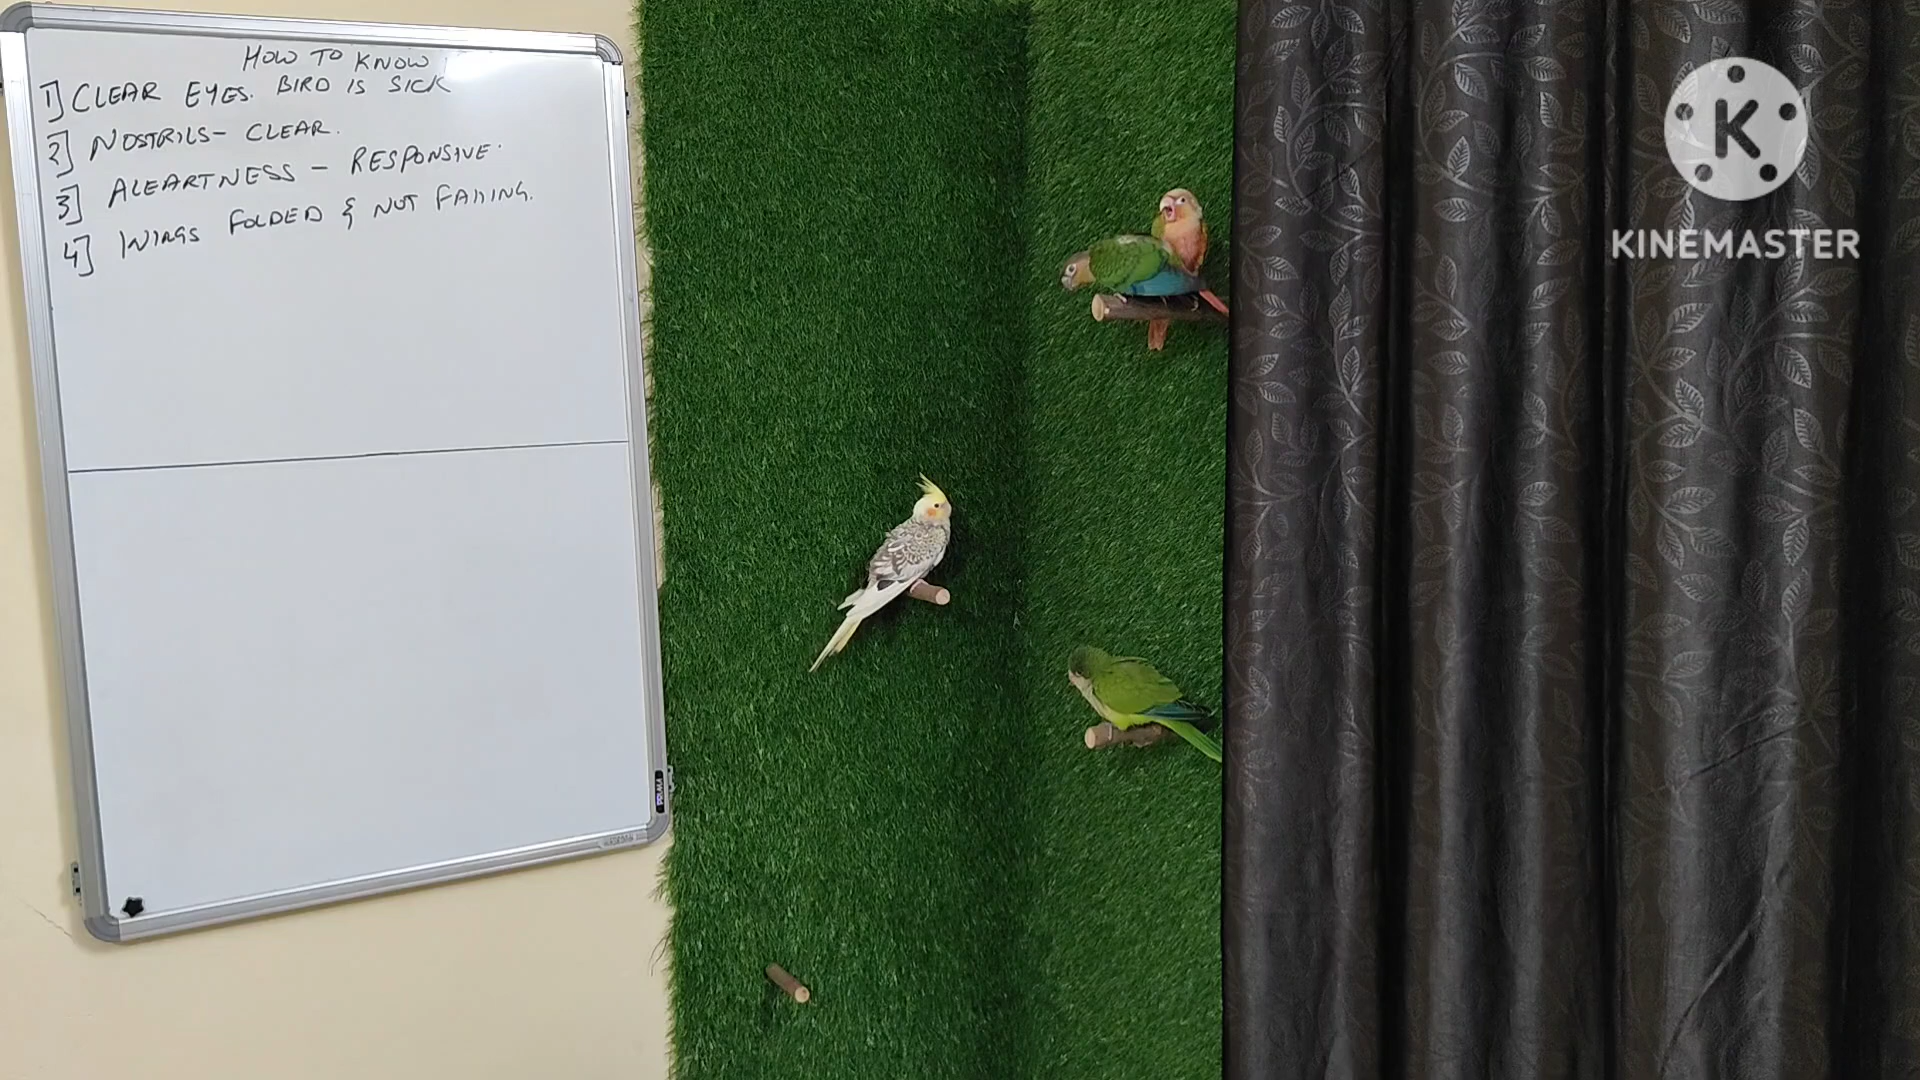 HOW TO KNOW
BIRD IS SICK
1] CLEAR EYES.
2] NOSTRILS- CLEAR.
3] ALEARTNESS - RESPONSIVE.
4] WINGS FOLDED & NOT FALLING.
K
KINEMASTER